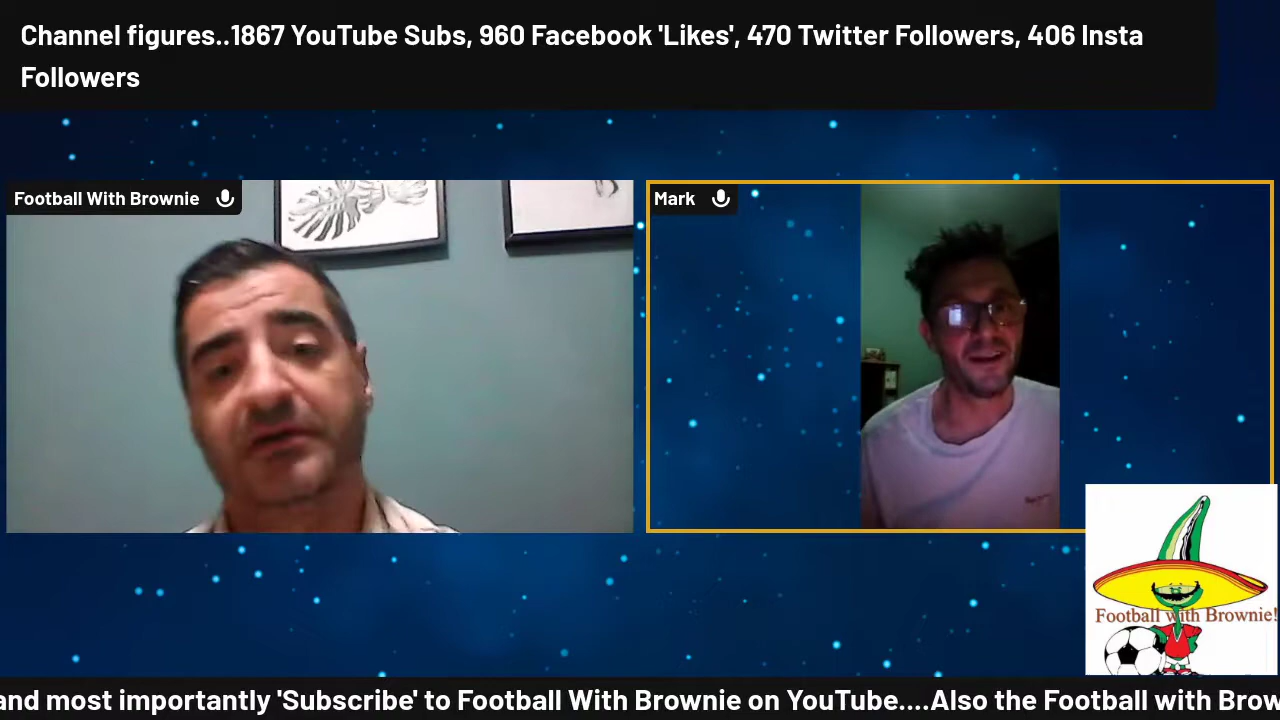 Channel figures..1867 YouTube Subs, 960 Facebook 'Likes', 470 Twitter Followers, 406 Insta
Followers
Football With Brownie
Mark
Football with Brownie!
and most importantly 'Subscribe' to Football With Brownie on YouTube....Also the Football with Brow